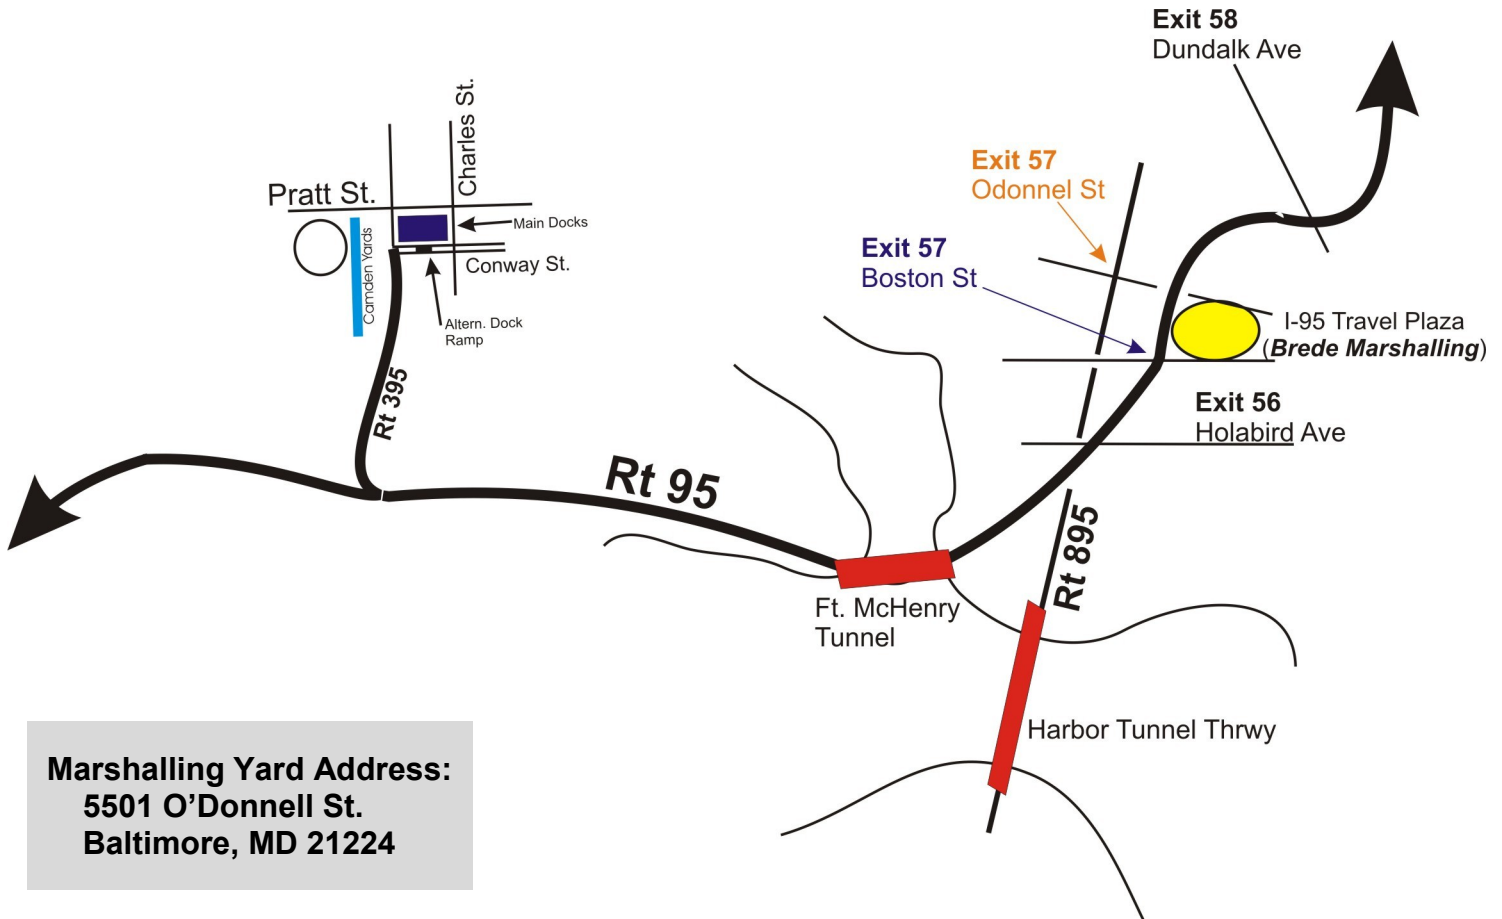 Exit 58
Dundalk Ave
Charles St.
Exit 57
Odonnel St
Pratt St.
Main Docks
Camden Yards
Conway St.
Exit 57
Boston St
Altern. Dock
Ramp
I-95 Travel Plaza
(Brede Marshalling)
Rt 395
Exit 56
Holabird Ave
Rt 95
Rt 895
Ft. McHenry
Tunnel
Harbor Tunnel Thrwy
Marshalling Yard Address:
5501 O’Donnell St.
Baltimore, MD 21224